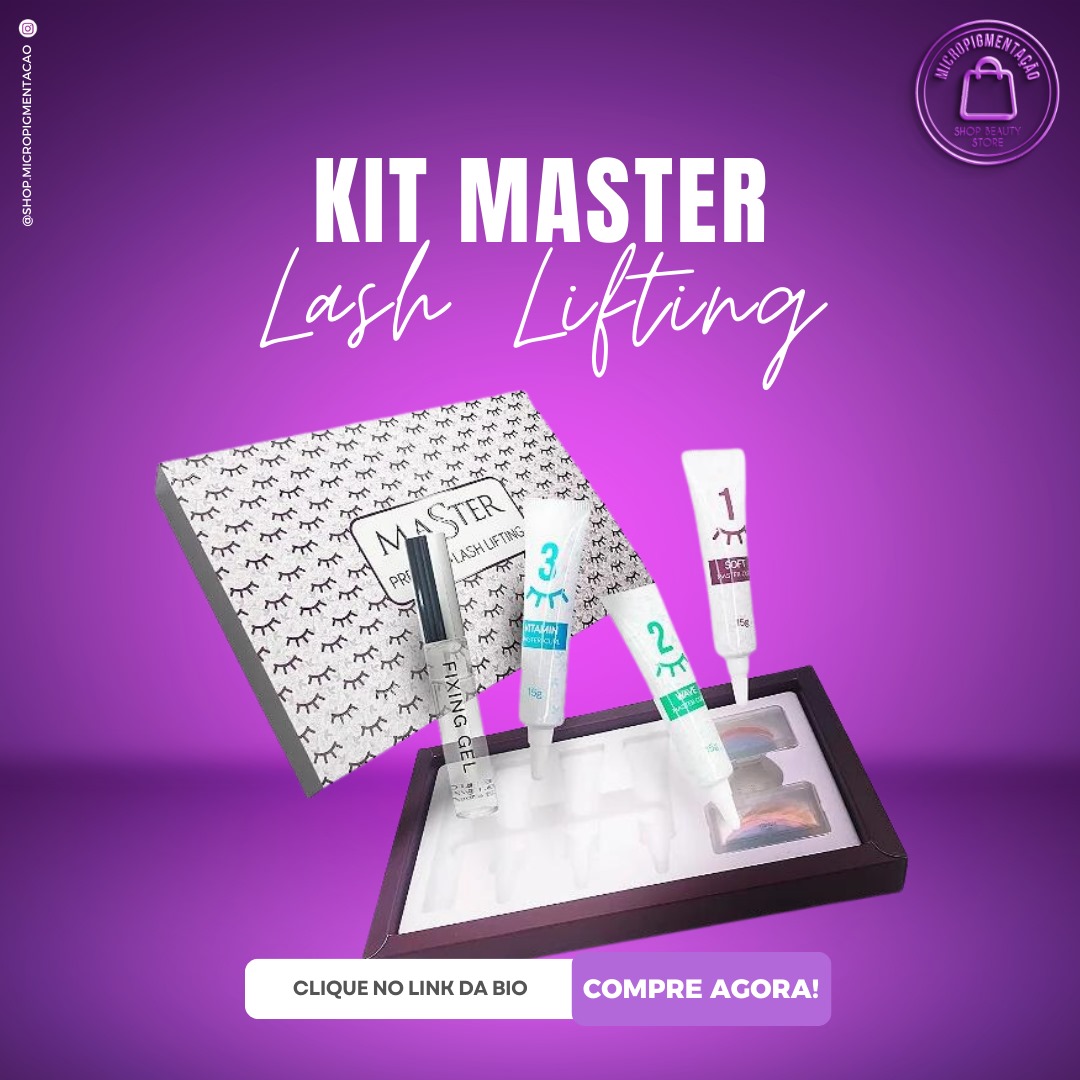 @SHOP.MICROPIGMENTACAO
MICROPIGMENTAÇÃO
SHOP BEAUTY
STORE
KIT MASTER
Lash Lifting
MASTER
LASH LIFTING
3
VITAMIN
15g
FIXING GEL
1
SOFT
15g
2
WAVE
15g
CLIQUE NO LINK DA BIO
COMPRE AGORA!